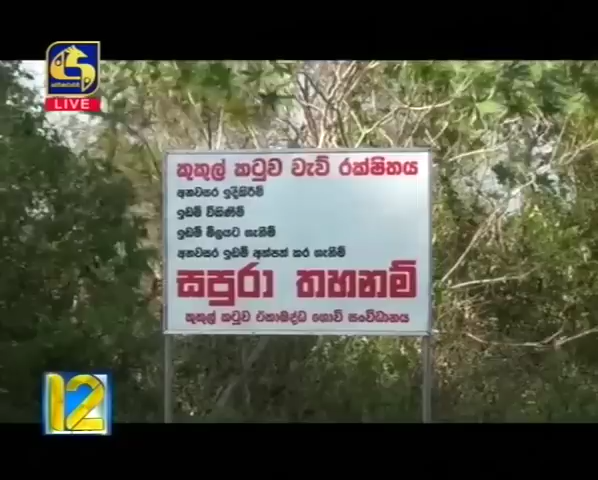 LIVE
කුකුල් කටුව වැව් රක්ෂිතය
අනවසර ඉදිකිරීම්
ඉඩම් විකිණීම්
ඉඩම් මිලයට ගැනීම්
අනවසර ඉඩම් අත්පත් කර ගැනීම්
සපුරා තහනම්
කුකුල් කටුව ඒකාබද්ධ ගොවි සංවිධානය
12